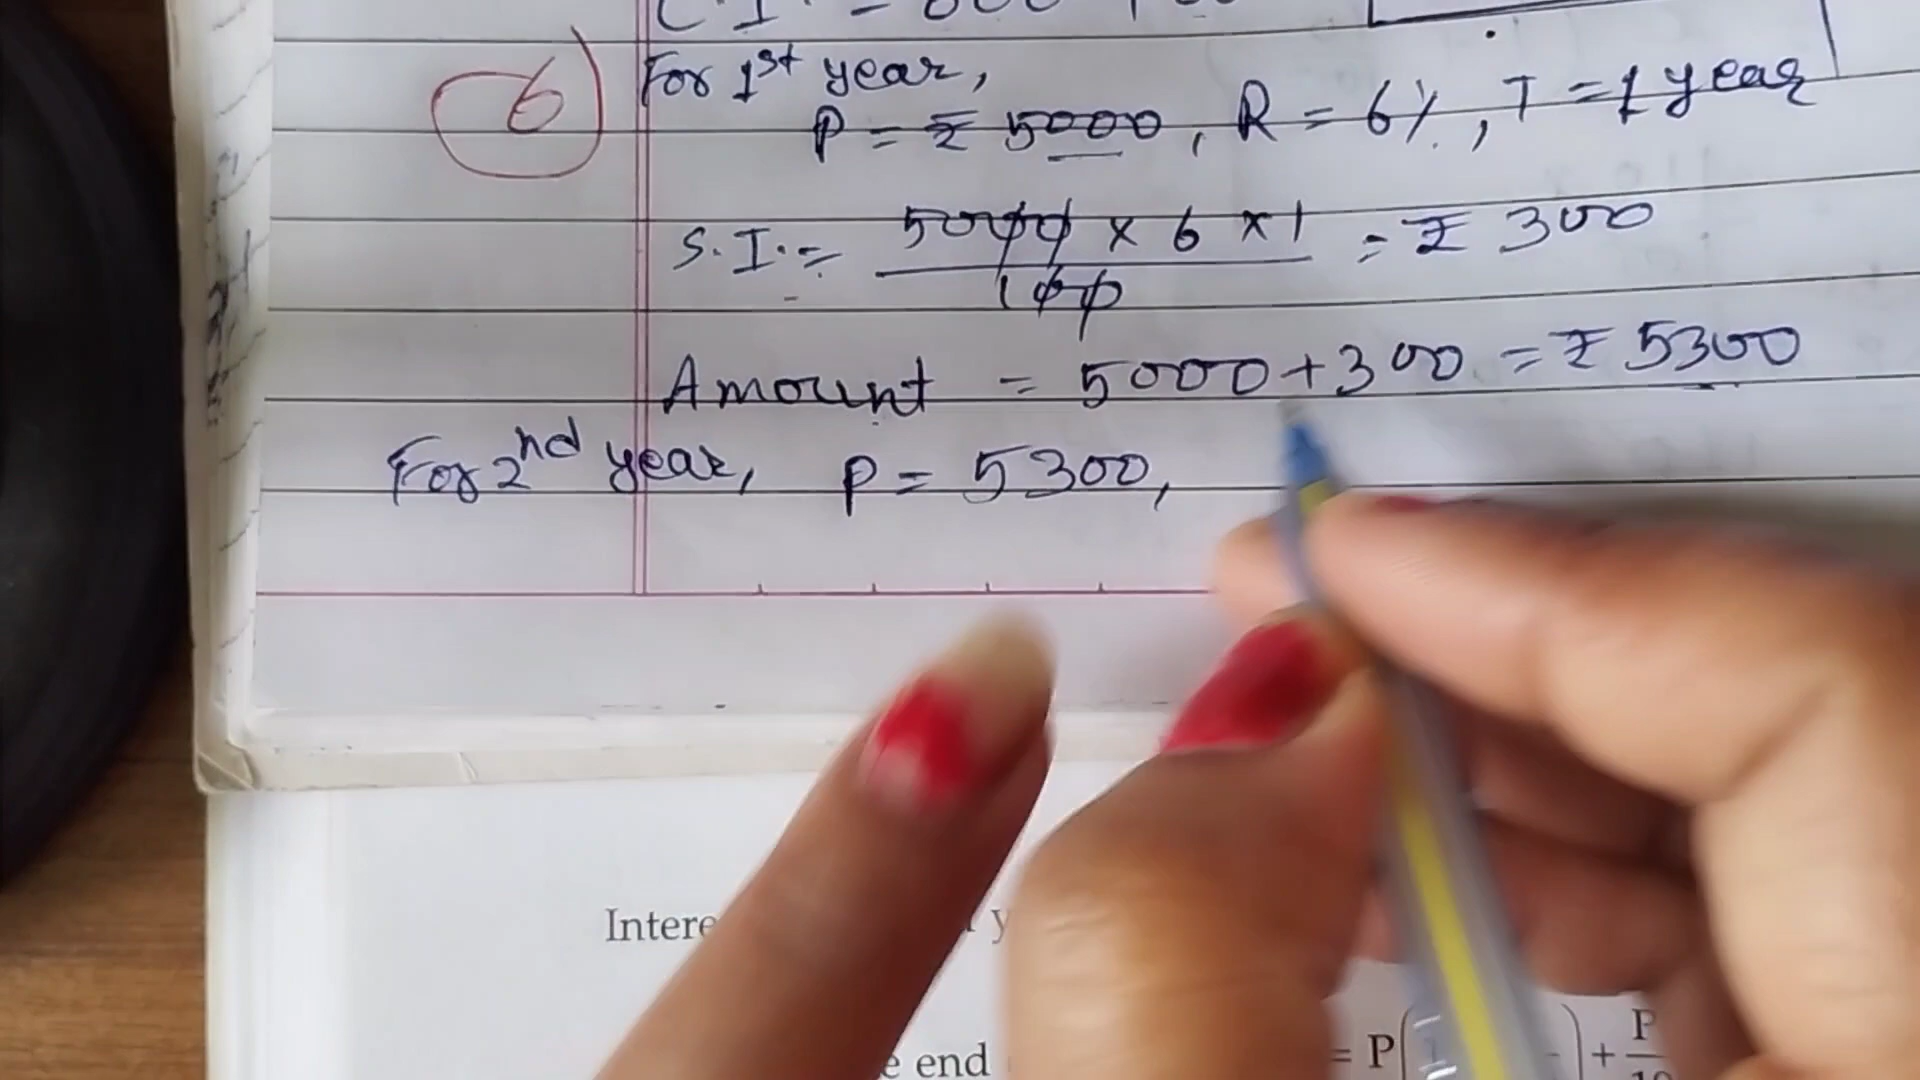 C.I. =
6) For 1st year,
P = ₹ 5000, R = 6%, T = 1 year
S.I. = 5000 × 6 × 1 / 100 = ₹ 300
Amount = 5000 + 300 = ₹ 5300
For 2nd year, P = 5300,
e end = P( ) + P